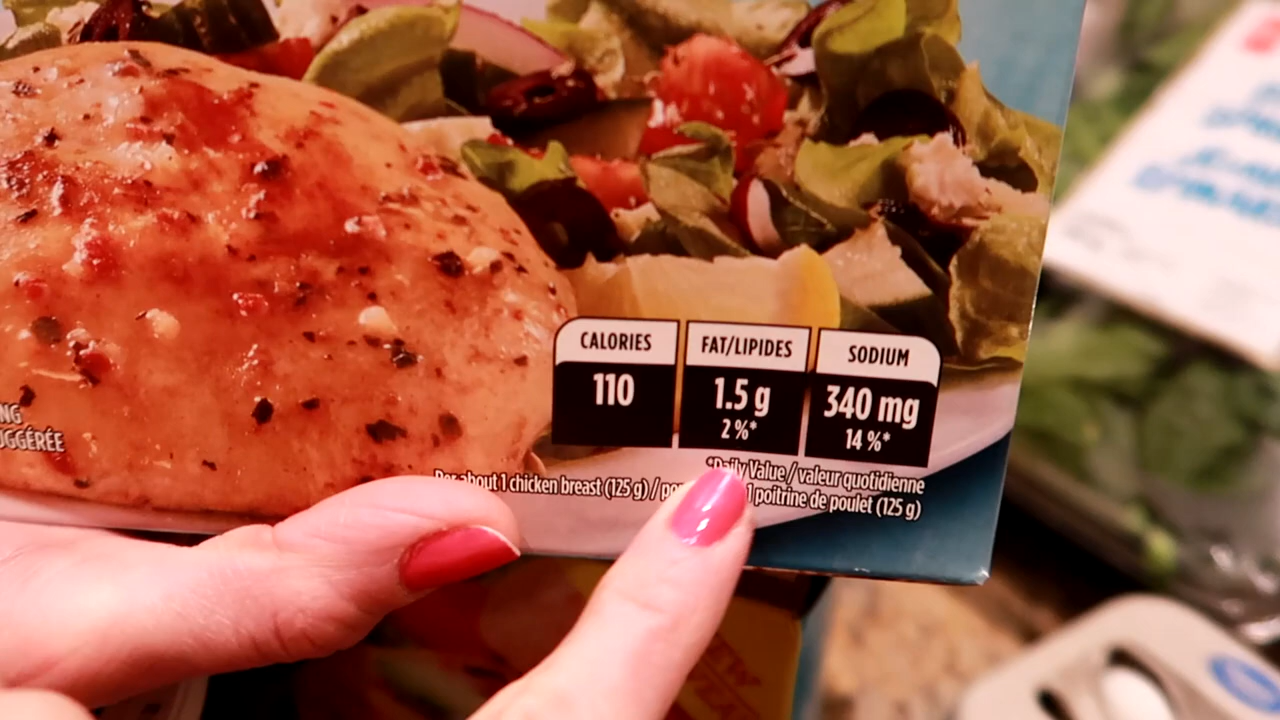 CALORIES
110
FAT/LIPIDES
1.5 g
2 %*
SODIUM
340 mg
14 %*
*Daily Value / valeur quotidienne
Per about 1 chicken breast (125 g) / 1 poitrine de poulet (125 g)
NG
UGGÉRÉE